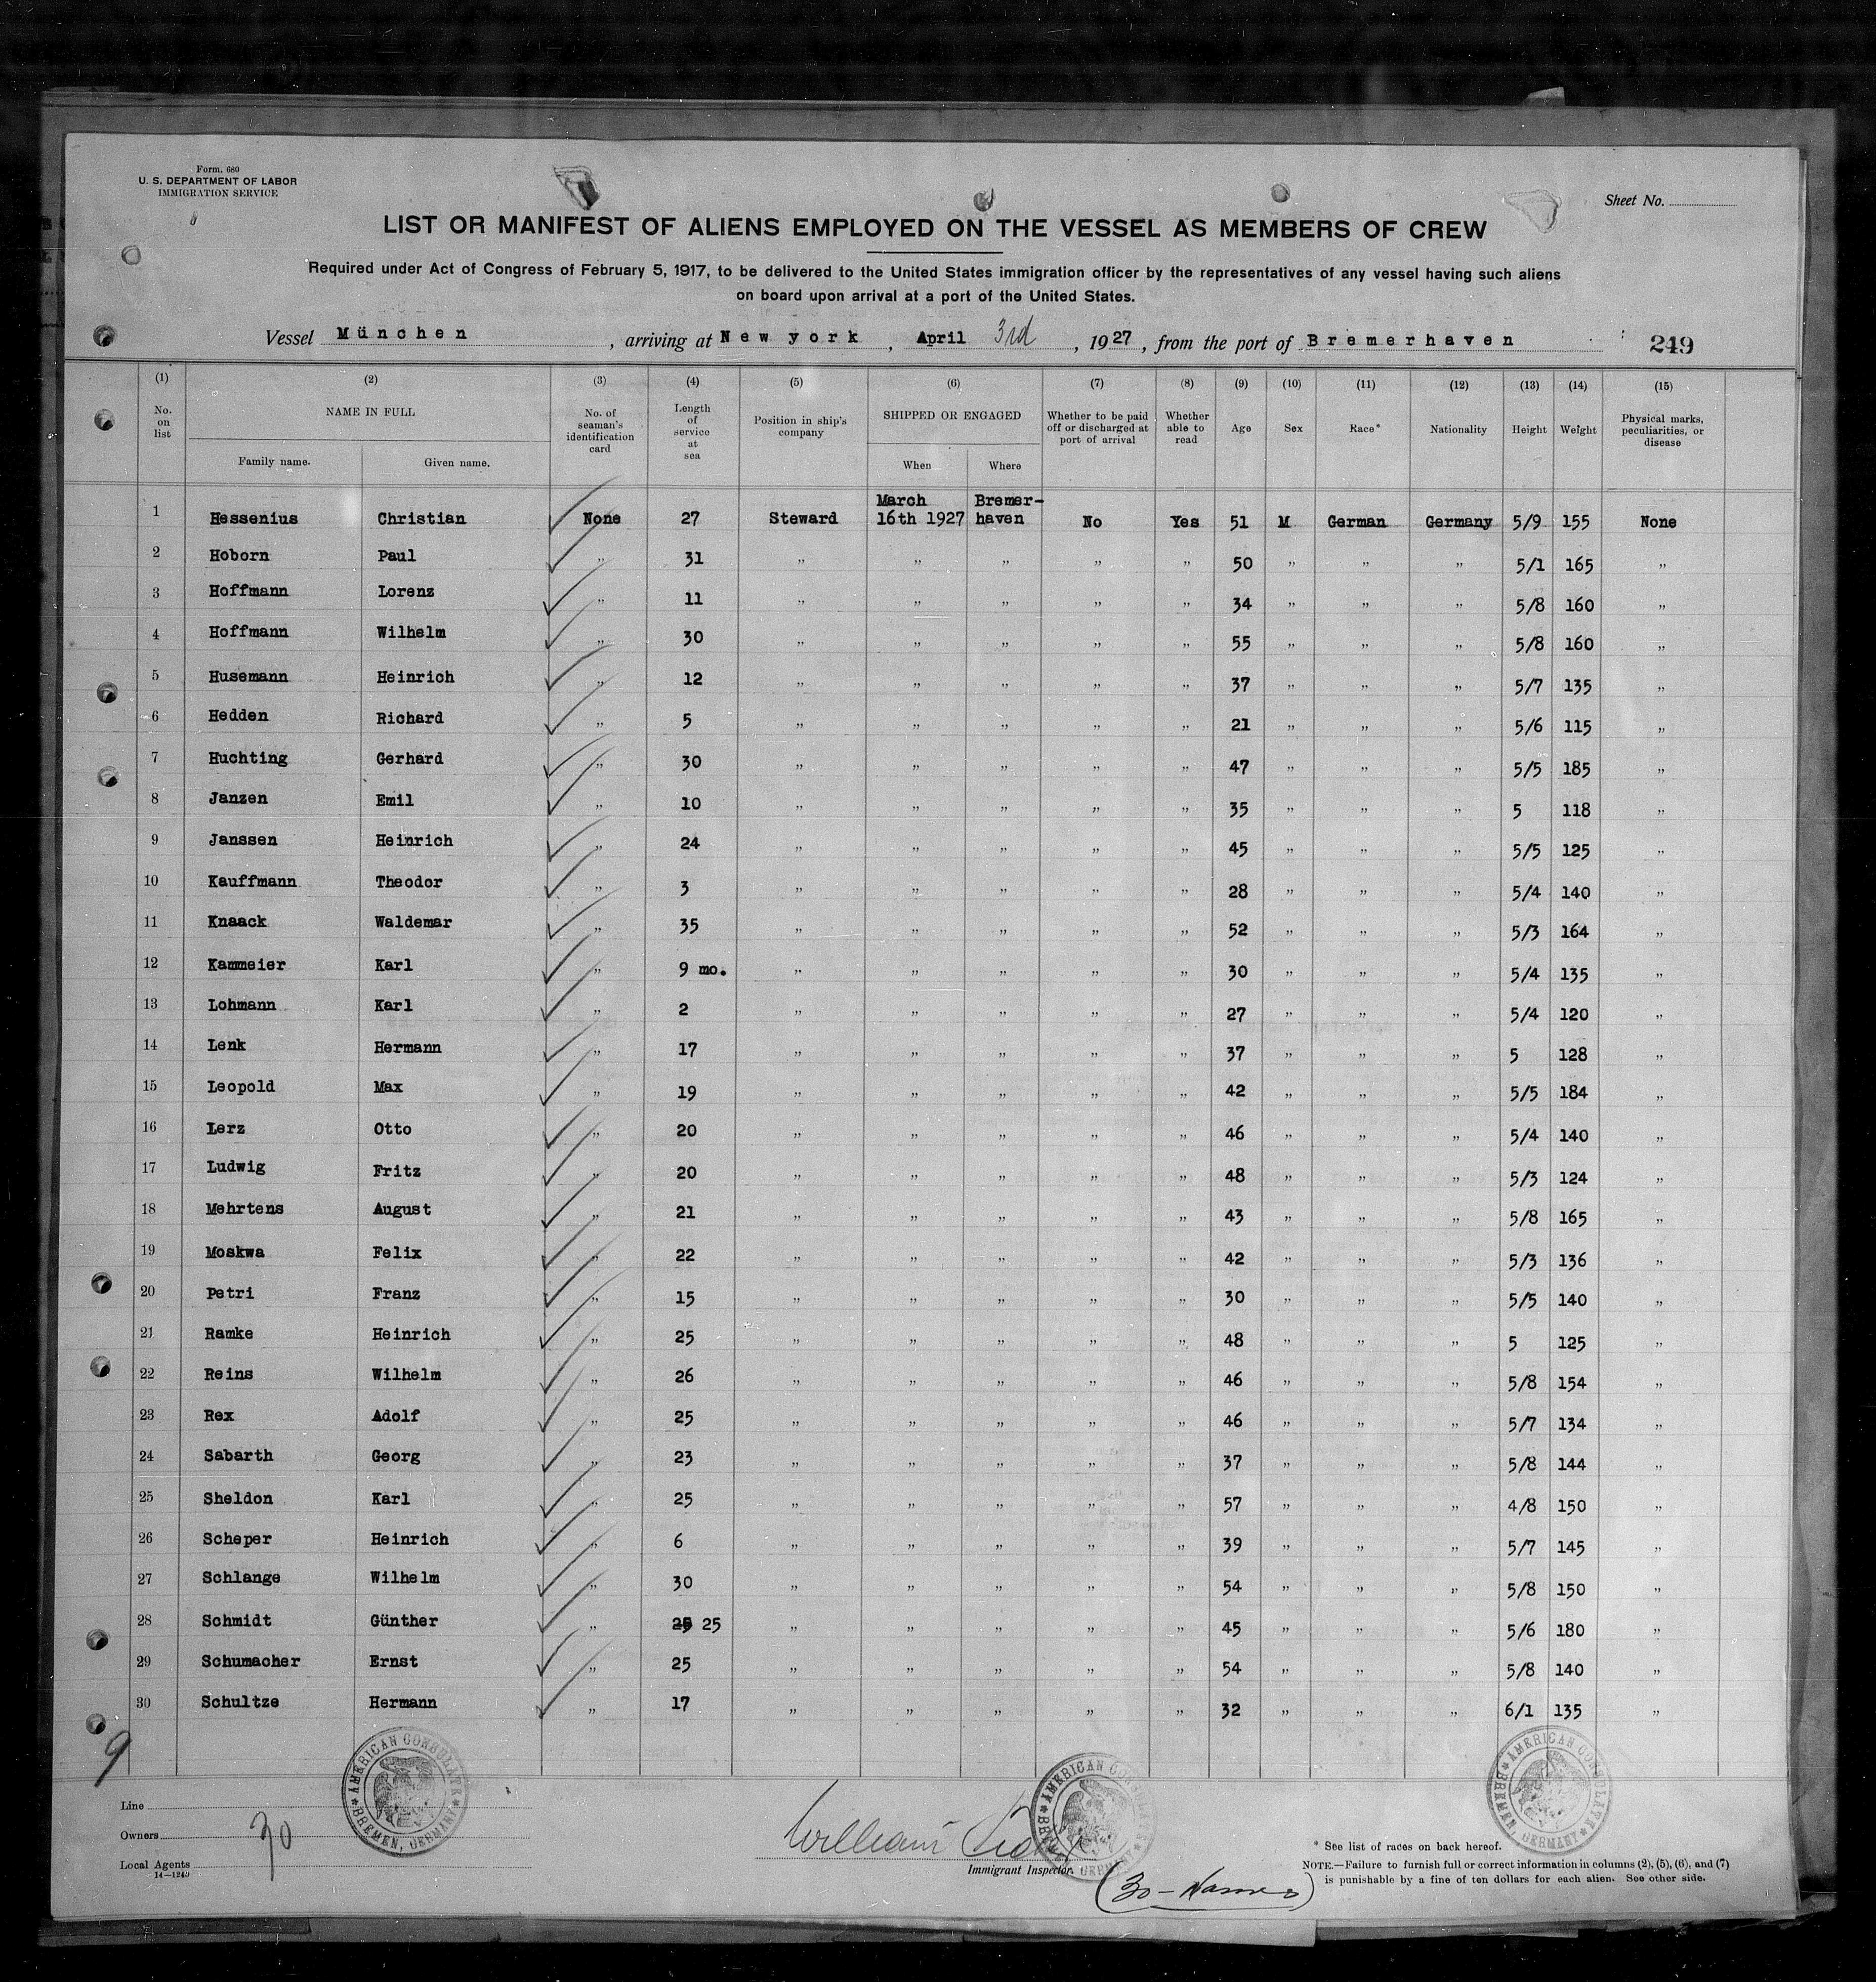 Form. 680
U. S. DEPARTMENT OF LABOR
IMMIGRATION SERVICE
Sheet No.
LIST OR MANIFEST OF ALIENS EMPLOYED ON THE VESSEL AS MEMBERS OF CREW
Required under Act of Congress of February 5, 1917, to be delivered to the United States immigration officer by the representatives of any vessel having such aliens
on board upon arrival at a port of the United States.
Vessel München, arriving at New york, April 3rd, 1927, from the port of Bremerhaven 249
(1) (2) (3) (4) (5) (6) (7) (8) (9) (10) (11) (12) (13) (14) (15)
No. on list NAME IN FULL Family name. Given name. No. of seaman's identification card Length of service at sea Position in ship's company SHIPPED OR ENGAGED When Where Whether to be paid off or discharged at port of arrival Whether able to read Age Sex Race* Nationality Height Weight Physical marks, peculiarities, or disease
1 Hessenius Christian None 27 Steward March 16th 1927 Bremer-haven No Yes 51 M German Germany 5/9 155 None
2 Hoborn Paul " 31 " " " " " 50 " " " 5/1 165 "
3 Hoffmann Lorenz " 11 " " " " " 34 " " " 5/8 160 "
4 Hoffmann Wilhelm " 30 " " " " " 55 " " " 5/8 160 "
5 Husemann Heinrich " 12 " " " " " 37 " " " 5/7 135 "
6 Hedden Richard " 5 " " " " " 21 " " " 5/6 115 "
7 Huchting Gerhard " 30 " " " " " 47 " " " 5/5 185 "
8 Janzen Emil " 10 " " " " " 35 " " " 5 118 "
9 Janssen Heinrich " 24 " " " " " 45 " " " 5/5 125 "
10 Kauffmann Theodor " 3 " " " " " 28 " " " 5/4 140 "
11 Knaack Waldemar " 35 " " " " " 52 " " " 5/3 164 "
12 Kammeier Karl " 9 mo. " " " " " 30 " " " 5/4 135 "
13 Lohmann Karl " 2 " " " " " 27 " " " 5/4 120 "
14 Lenk Hermann " 17 " " " " " 37 " " " 5 128 "
15 Leopold Max " 19 " " " " " 42 " " " 5/5 184 "
16 Lerz Otto " 20 " " " " " 46 " " " 5/4 140 "
17 Ludwig Fritz " 20 " " " " " 48 " " " 5/3 124 "
18 Mehrtens August " 21 " " " " " 43 " " " 5/8 165 "
19 Moskwa Felix " 22 " " " " " 42 " " " 5/3 136 "
20 Petri Franz " 15 " " " " " 30 " " " 5/5 140 "
21 Ramke Heinrich " 25 " " " " " 48 " " " 5 125 "
22 Reins Wilhelm " 26 " " " " " 46 " " " 5/8 154 "
23 Rex Adolf " 25 " " " " " 46 " " " 5/7 134 "
24 Sabarth Georg " 23 " " " " " 37 " " " 5/8 144 "
25 Sheldon Karl " 25 " " " " " 57 " " " 4/8 150 "
26 Scheper Heinrich " 6 " " " " " 39 " " " 5/7 145 "
27 Schlange Wilhelm " 30 " " " " " 54 " " " 5/8 150 "
28 Schmidt Günther " 25 " " " " " 45 " " " 5/6 180 "
29 Schumacher Ernst " 25 " " " " " 54 " " " 5/8 140 "
30 Schultze Hermann " 17 " " " " " 32 " " " 6/1 135 "
9
AMERICAN CONSULATE BREMEN, GERMANY
AMERICAN CONSULATE BREMEN, GERMANY
AMERICAN CONSULATE BREMEN, GERMANY
Line
Owners
30
Local Agents
14—1240
William
Immigrant Inspector.
(30 - Names)
* See list of races on back hereof.
NOTE.—Failure to furnish full or correct information in columns (2), (5), (6), and (7)
is punishable by a fine of ten dollars for each alien. See other side.